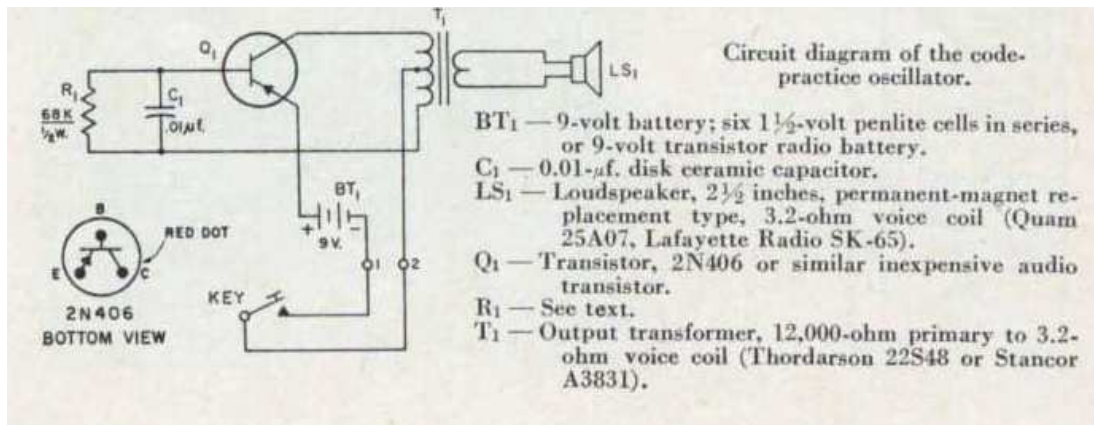 T1
Q1
R1
68K
1/2W.
C1
.01µf.
LS1
BT1
+ −
9V.
1 2
KEY
B
RED DOT
E C
2N406
BOTTOM VIEW
Circuit diagram of the code-
practice oscillator.
BT1 — 9-volt battery; six 1½-volt penlite cells in series,
or 9-volt transistor radio battery.
C1 — 0.01-µf. disk ceramic capacitor.
LS1 — Loudspeaker, 2½ inches, permanent-magnet re-
placement type, 3.2-ohm voice coil (Quam
25A07, Lafayette Radio SK-65).
Q1 — Transistor, 2N406 or similar inexpensive audio
transistor.
R1 — See text.
T1 — Output transformer, 12,000-ohm primary to 3.2-
ohm voice coil (Thordarson 22S48 or Stancor
A3831).